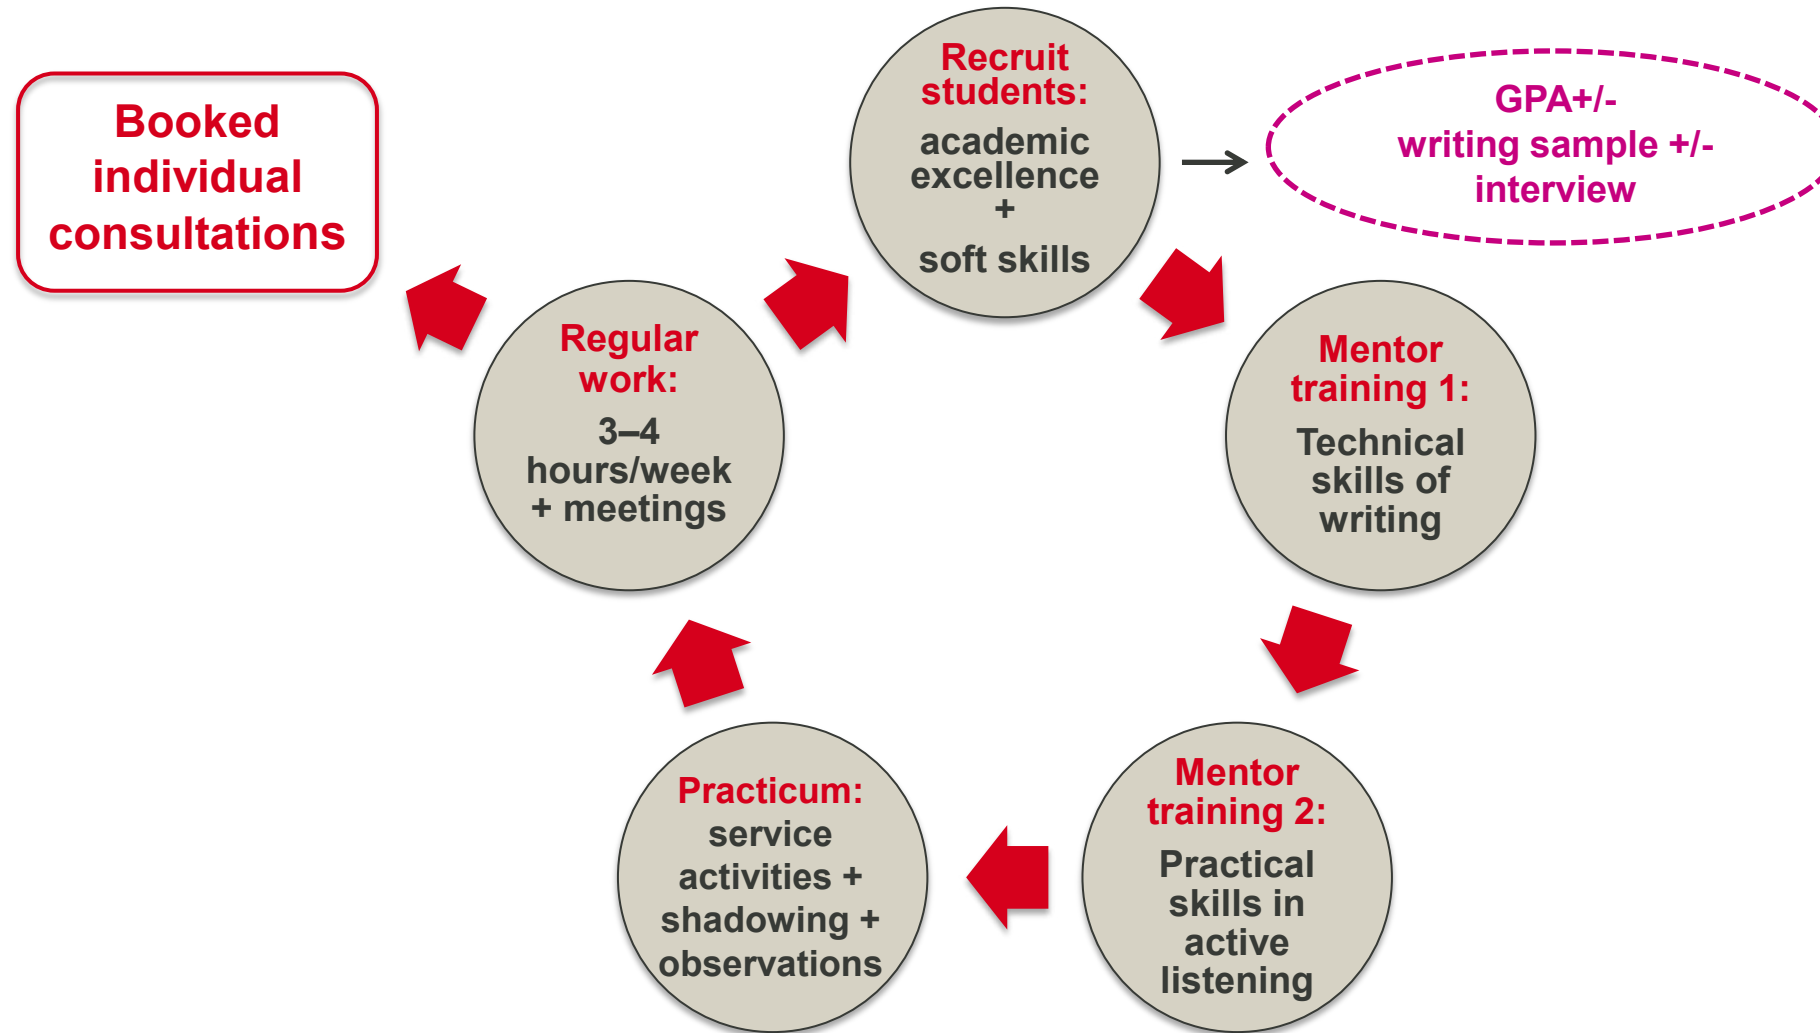 Booked
individual
consultations
Recruit
students:
academic
excellence
+
soft skills
GPA+/-
writing sample +/-
interview
Mentor
training 1:
Technical
skills of
writing
Mentor
training 2:
Practical
skills in
active
listening
Practicum:
service
activities +
shadowing +
observations
Regular
work:
3–4
hours/week
+ meetings